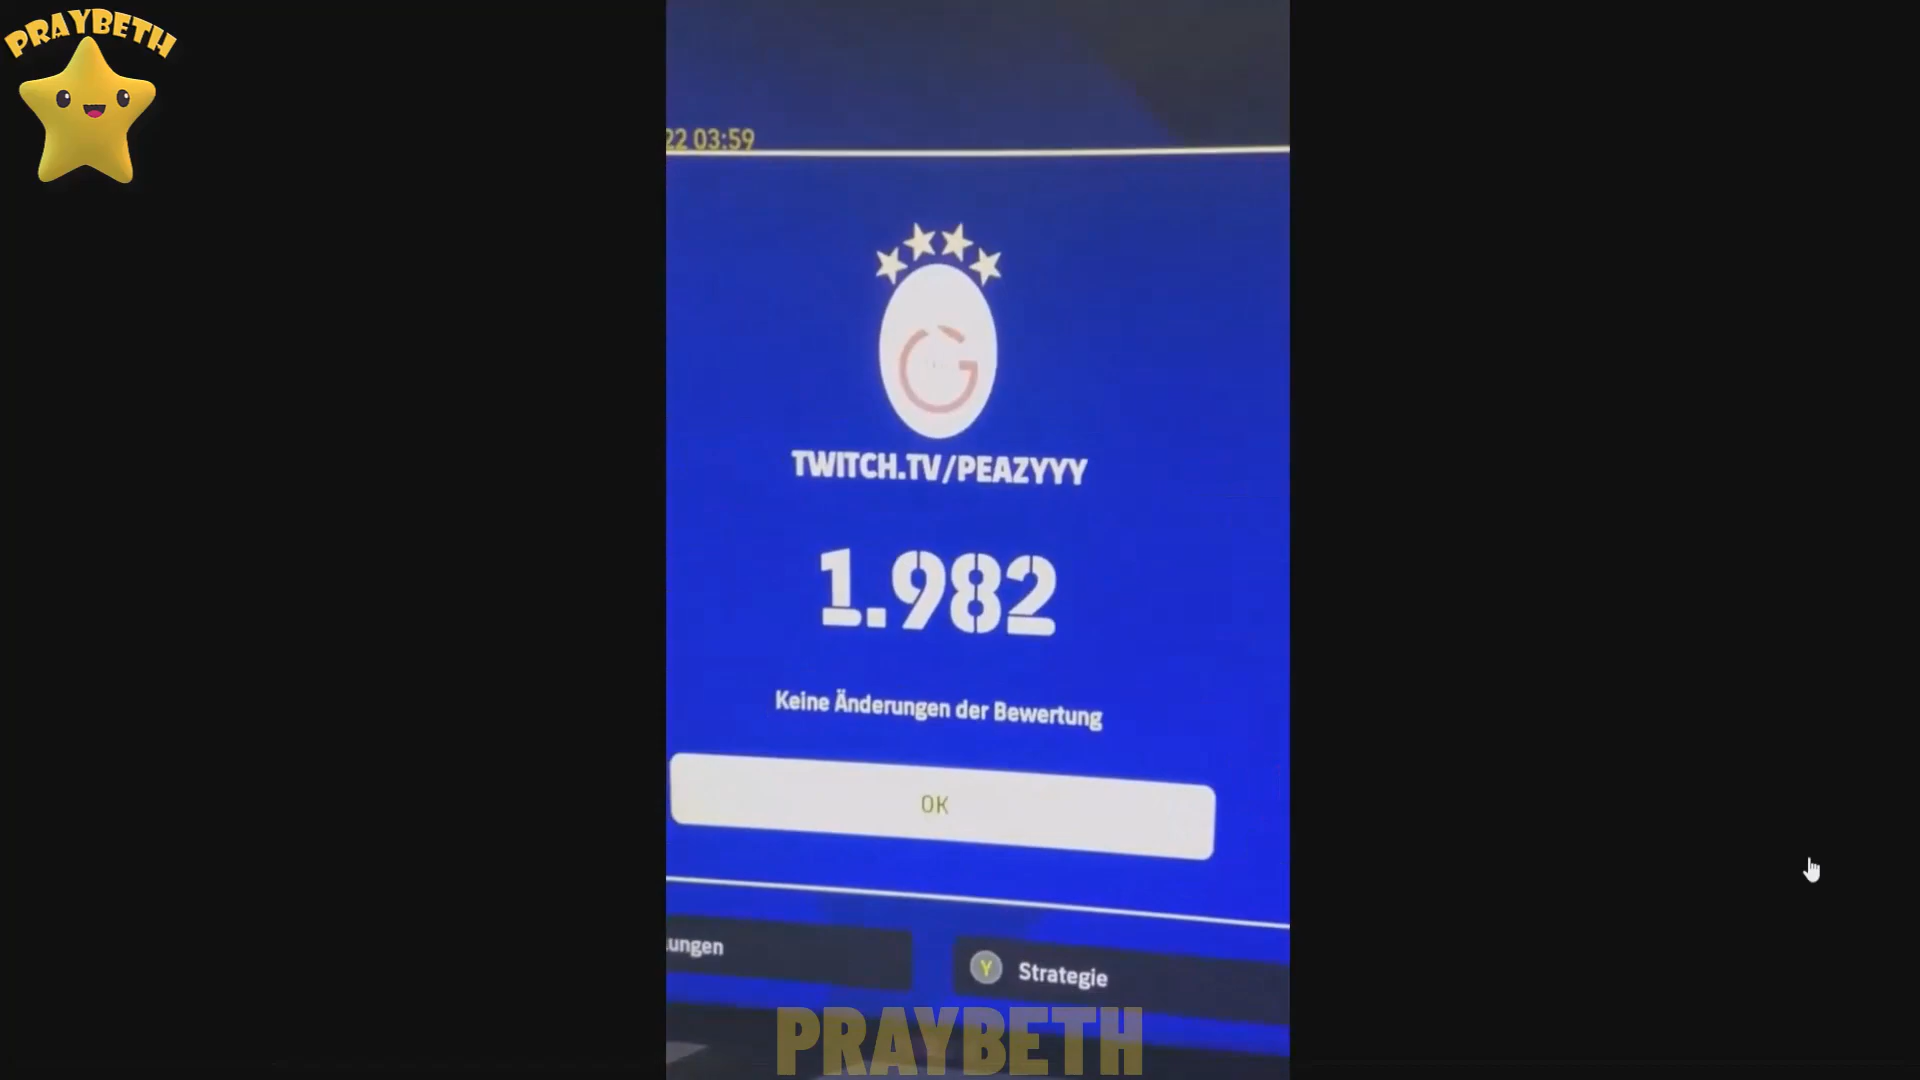 PRAYBETH
22 03:59
TWITCH.TV/PEAZYYY
1.982
Keine Änderungen der Bewertung
OK
ungen
Y Strategie
PRAYBETH